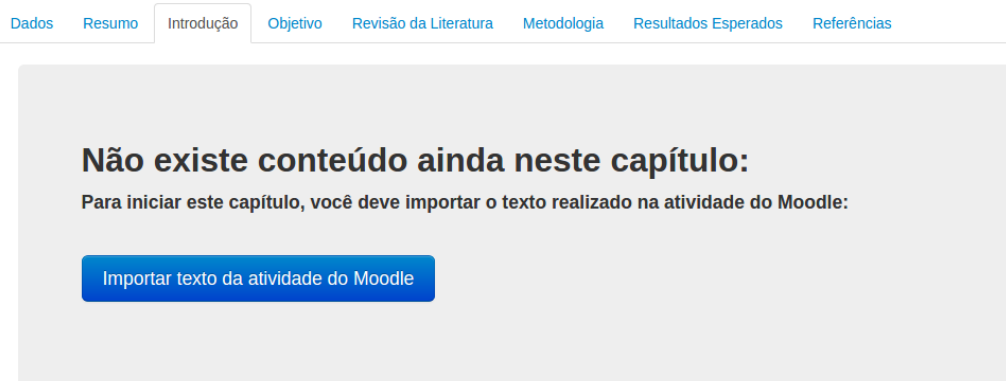 Dados Resumo Introdução Objetivo Revisão da Literatura Metodologia Resultados Esperados Referências
Não existe conteúdo ainda neste capítulo:
Para iniciar este capítulo, você deve importar o texto realizado na atividade do Moodle:
Importar texto da atividade do Moodle